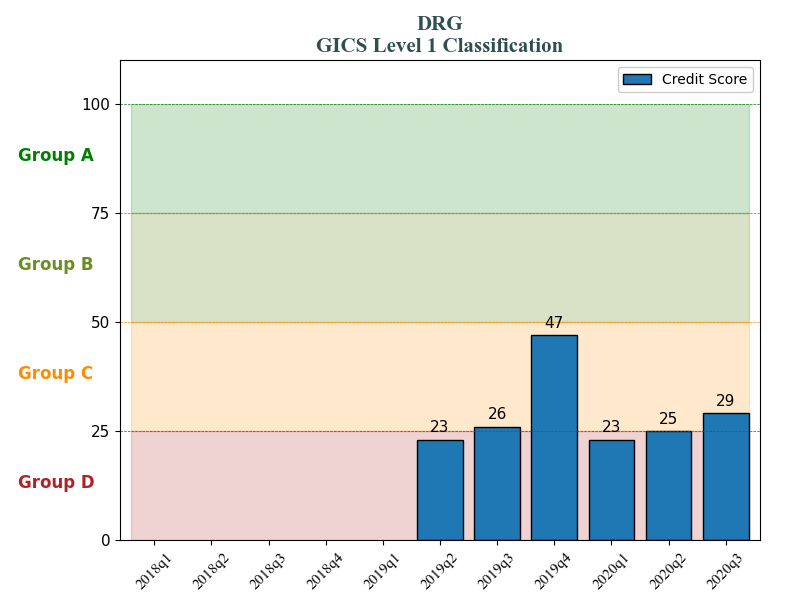 DRG
GICS Level 1 Classification
Credit Score
100
Group A
75
Group B
50
47
Group C
29
26
25
23
23
25
Group D
0
2018q1 2018q2 2018q3 2018q4 2019q1 2019q2 2019q3 2019q4 2020q1 2020q2 2020q3